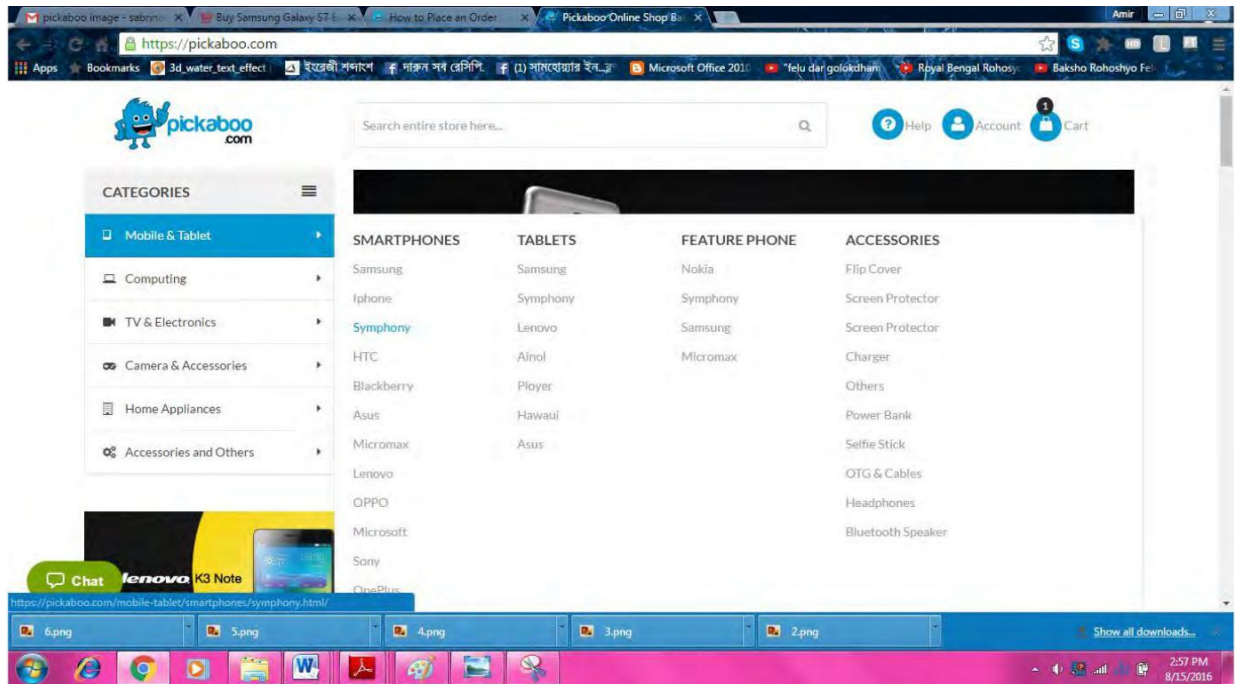 pickaboo image - sabrin
Buy Samsung Galaxy S7 E
How to Place an Order
Pickaboo Online Shop Ba
Amir
https://pickaboo.com
Apps
Bookmarks
3d_water_text_effect
ইংরেজী শব্দার্থে
দারুন সব রেসিপি.
(1) সামহোয়্যার ইন...ব্ল
Microsoft Office 2010
"felu dar golokdham
Royal Bengal Rohosy
Baksho Rohoshyo Fel
pickaboo
.com
Search entire store here...
Help
Account
1
Cart
CATEGORIES
Mobile & Tablet
Computing
TV & Electronics
Camera & Accessories
Home Appliances
Accessories and Others
SMARTPHONES
Samsung
Iphone
Symphony
HTC
Blackberry
Asus
Micromax
Lenovo
OPPO
Microsoft
Sony
OnePlus
TABLETS
Samsung
Symphony
Lenovo
Ainol
Ployer
Hawaui
Asus
FEATURE PHONE
Nokia
Symphony
Samsung
Micromax
ACCESSORIES
Flip Cover
Screen Protector
Screen Protector
Charger
Others
Power Bank
Selfie Stick
OTG & Cables
Headphones
Bluetooth Speaker
lenovo K3 Note
Chat
https://pickaboo.com/mobile-tablet/smartphones/symphony.html/
6.png
5.png
4.png
3.png
2.png
Show all downloads...
2:57 PM
8/15/2016